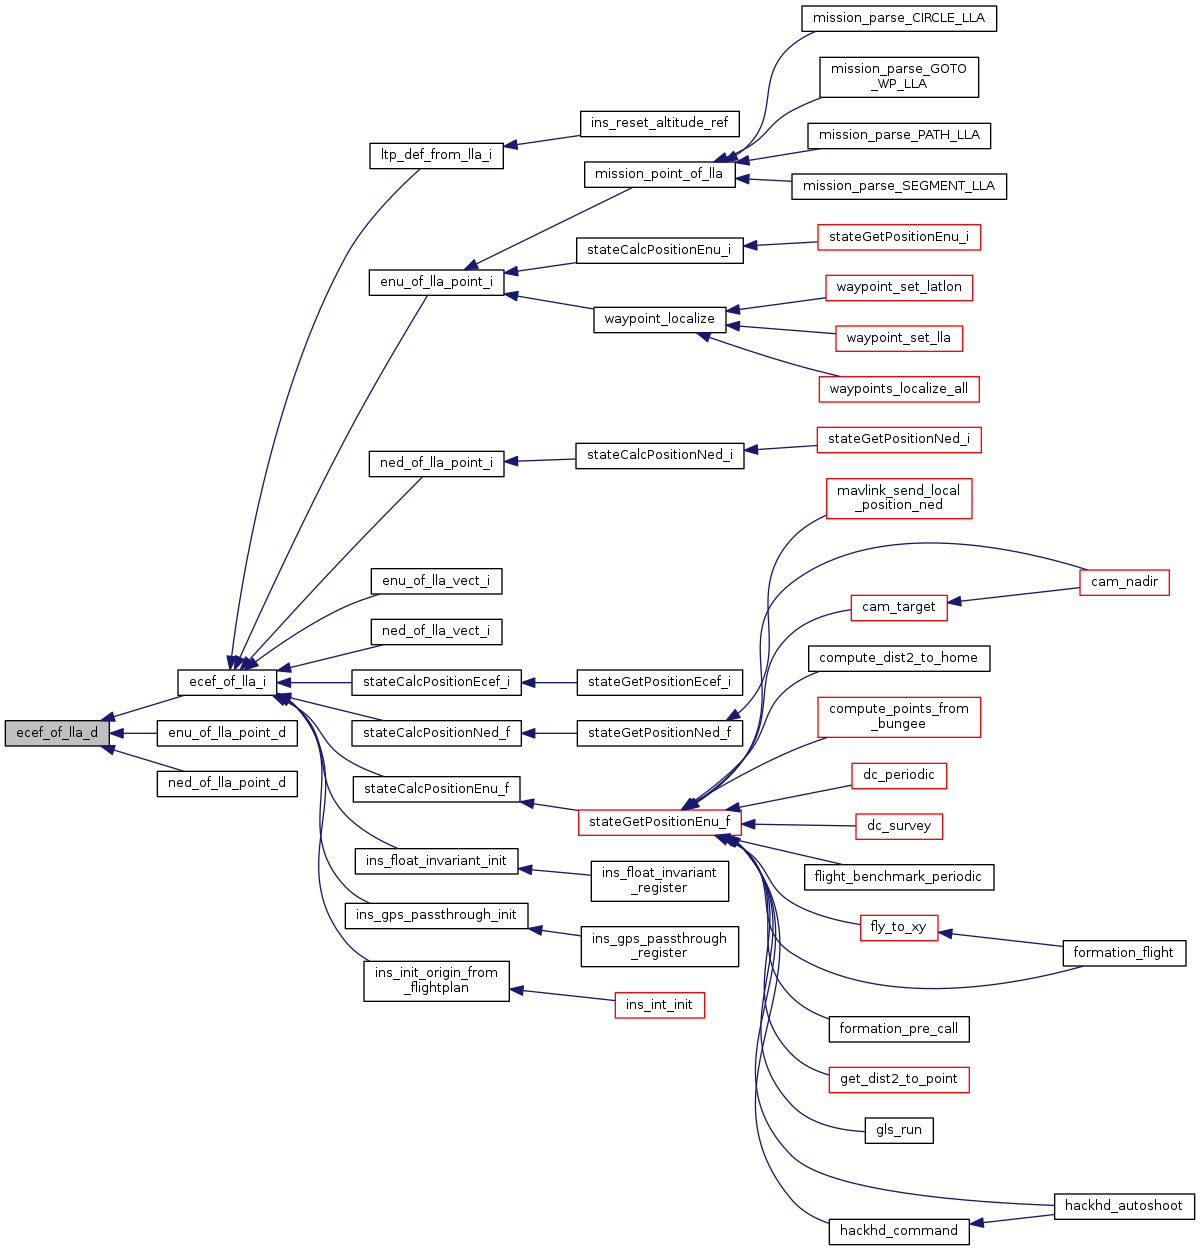 mission_parse_CIRCLE_LLA
mission_parse_GOTO
_WP_LLA
ins_reset_altitude_ref
mission_parse_PATH_LLA
ltp_def_from_lla_i
mission_point_of_lla
mission_parse_SEGMENT_LLA
stateGetPositionEnu_i
stateCalcPositionEnu_i
enu_of_lla_point_i
waypoint_set_latlon
waypoint_localize
waypoint_set_lla
waypoints_localize_all
stateGetPositionNed_i
stateCalcPositionNed_i
ned_of_lla_point_i
mavlink_send_local
_position_ned
enu_of_lla_vect_i
cam_nadir
cam_target
ned_of_lla_vect_i
compute_dist2_to_home
ecef_of_lla_i
stateCalcPositionEcef_i
stateGetPositionEcef_i
compute_points_from
_bungee
ecef_of_lla_d
enu_of_lla_point_d
stateCalcPositionNed_f
stateGetPositionNed_f
dc_periodic
ned_of_lla_point_d
stateCalcPositionEnu_f
stateGetPositionEnu_f
dc_survey
ins_float_invariant_init
ins_float_invariant
_register
flight_benchmark_periodic
ins_gps_passthrough_init
fly_to_xy
ins_gps_passthrough
_register
formation_flight
ins_init_origin_from
_flightplan
ins_int_init
formation_pre_call
get_dist2_to_point
gls_run
hackhd_autoshoot
hackhd_command